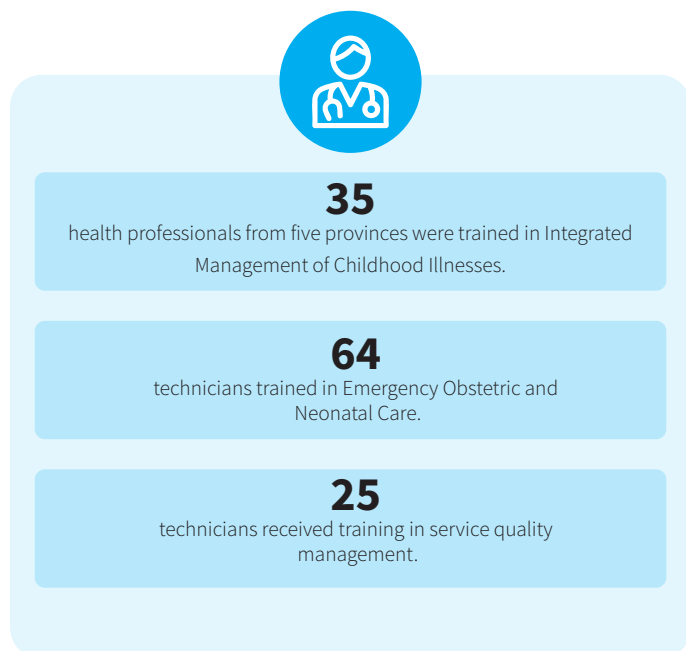 35
health professionals from five provinces were trained in Integrated
Management of Childhood Illnesses.
64
technicians trained in Emergency Obstetric and
Neonatal Care.
25
technicians received training in service quality
management.